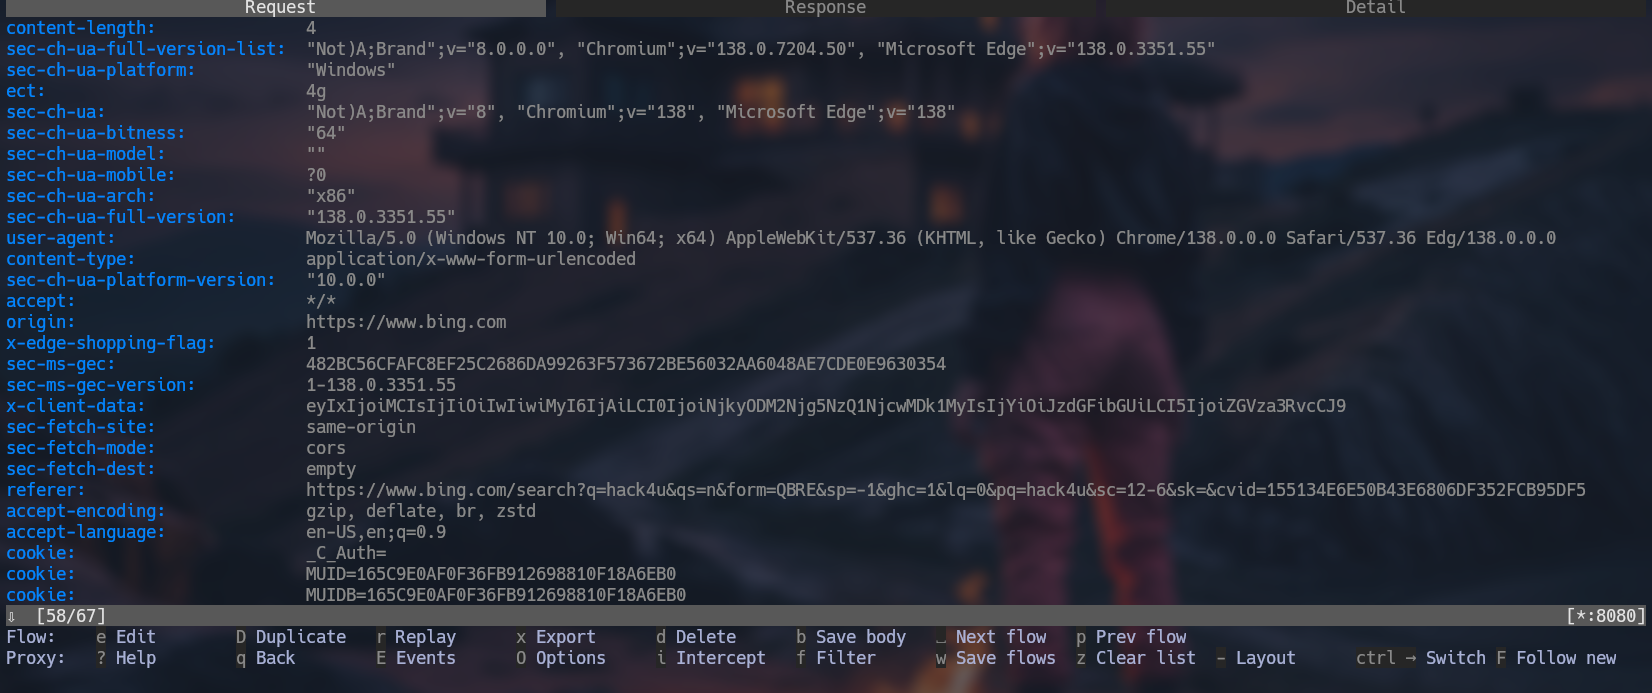 Request Response Detail
content-length: 4
sec-ch-ua-full-version-list: "Not)A;Brand";v="8.0.0.0", "Chromium";v="138.0.7204.50", "Microsoft Edge";v="138.0.3351.55"
sec-ch-ua-platform: "Windows"
ect: 4g
sec-ch-ua: "Not)A;Brand";v="8", "Chromium";v="138", "Microsoft Edge";v="138"
sec-ch-ua-bitness: "64"
sec-ch-ua-model: ""
sec-ch-ua-mobile: ?0
sec-ch-ua-arch: "x86"
sec-ch-ua-full-version: "138.0.3351.55"
user-agent: Mozilla/5.0 (Windows NT 10.0; Win64; x64) AppleWebKit/537.36 (KHTML, like Gecko) Chrome/138.0.0.0 Safari/537.36 Edg/138.0.0.0
content-type: application/x-www-form-urlencoded
sec-ch-ua-platform-version: "10.0.0"
accept: */*
origin: https://www.bing.com
x-edge-shopping-flag: 1
sec-ms-gec: 482BC56CFAFC8EF25C2686DA99263F573672BE56032AA6048AE7CDE0E9630354
sec-ms-gec-version: 1-138.0.3351.55
x-client-data: eyIxIjoiMCIsIjIiOiIwIiwiMyI6IjAiLCI0IjoiNjkyODM2Njg5NzQ1NjcwMDk1MyIsIjYiOiJzdGFibGUiLCI5IjoiZGVza3RvcCJ9
sec-fetch-site: same-origin
sec-fetch-mode: cors
sec-fetch-dest: empty
referer: https://www.bing.com/search?q=hack4u&qs=n&form=QBRE&sp=-1&ghc=1&lq=0&pq=hack4u&sc=12-6&sk=&cvid=155134E6E50B43E6806DF352FCB95DF5
accept-encoding: gzip, deflate, br, zstd
accept-language: en-US,en;q=0.9
cookie: _C_Auth=
cookie: MUID=165C9E0AF0F36FB912698810F18A6EB0
cookie: MUIDB=165C9E0AF0F36FB912698810F18A6EB0
⇩ [58/67] [*:8080]
Flow: e Edit D Duplicate r Replay x Export d Delete b Save body ␣ Next flow p Prev flow
Proxy: ? Help q Back E Events O Options i Intercept f Filter w Save flows z Clear list - Layout ctrl → Switch F Follow new